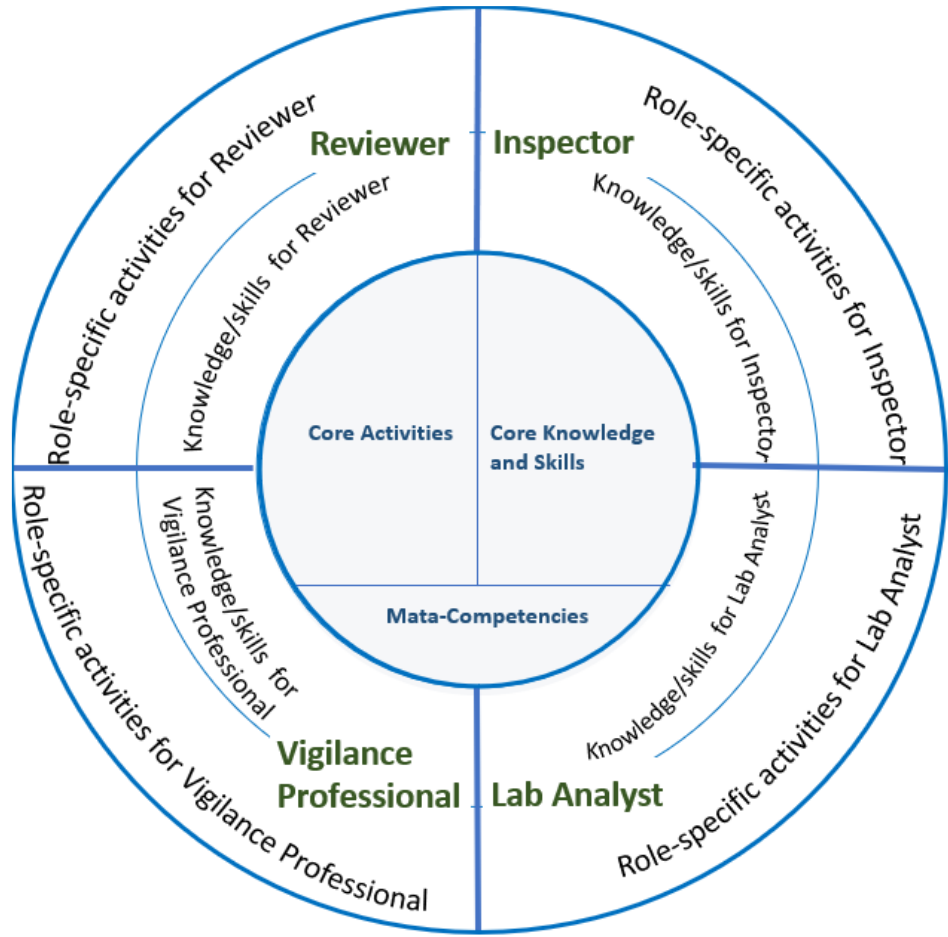 Role-specific activities for Reviewer
Reviewer
Knowledge/skills for Reviewer
Inspector
Role-specific activities for Inspector
Knowledge/skills for Inspector
Core Activities
Core Knowledge
and Skills
Mata-Competencies
Knowledge/skills for
Vigilance Professional
Role-specific activities for Vigilance Professional
Vigilance
Professional
Knowledge/skills for Lab Analyst
Lab Analyst
Role-specific activities for Lab Analyst